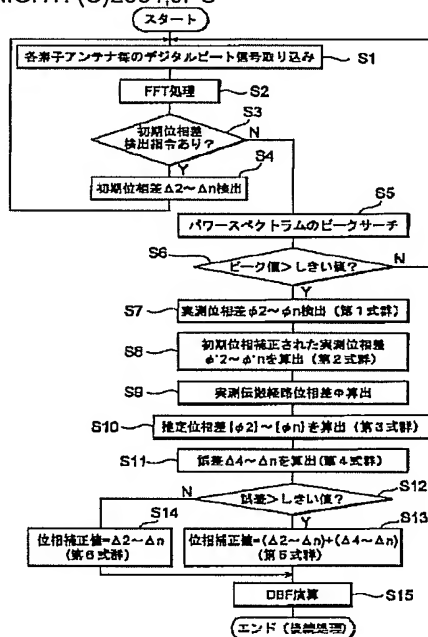 スタート
各素子アンテナ毎のデジタルビート信号取り込み
S1
FFT処理
S2
初期位相差
検出指令あり?
S3
N
Y
S4
初期位相差Δ2~Δn検出
S5
パワースペクトラムのピークサーチ
S6
ピーク値>しきい値?
N
Y
S7
実測位相差φ2~φn検出(第1式群)
S8
初期位相補正された実測位相差
φ'2~φ'nを算出(第2式群)
S9
実測伝搬経路位相差Φ算出
S10
推定位相差[φ2]~[φn]を算出(第3式群)
S11
誤差Δ4~Δnを算出(第4式群)
N
誤差>しきい値?
S12
Y
S14
位相補正値=Δ2~Δn
(第6式群)
S13
位相補正値=(Δ2~Δn)+(Δ4~Δn)
(第5式群)
DBF演算
S15
エンド(接続処理)